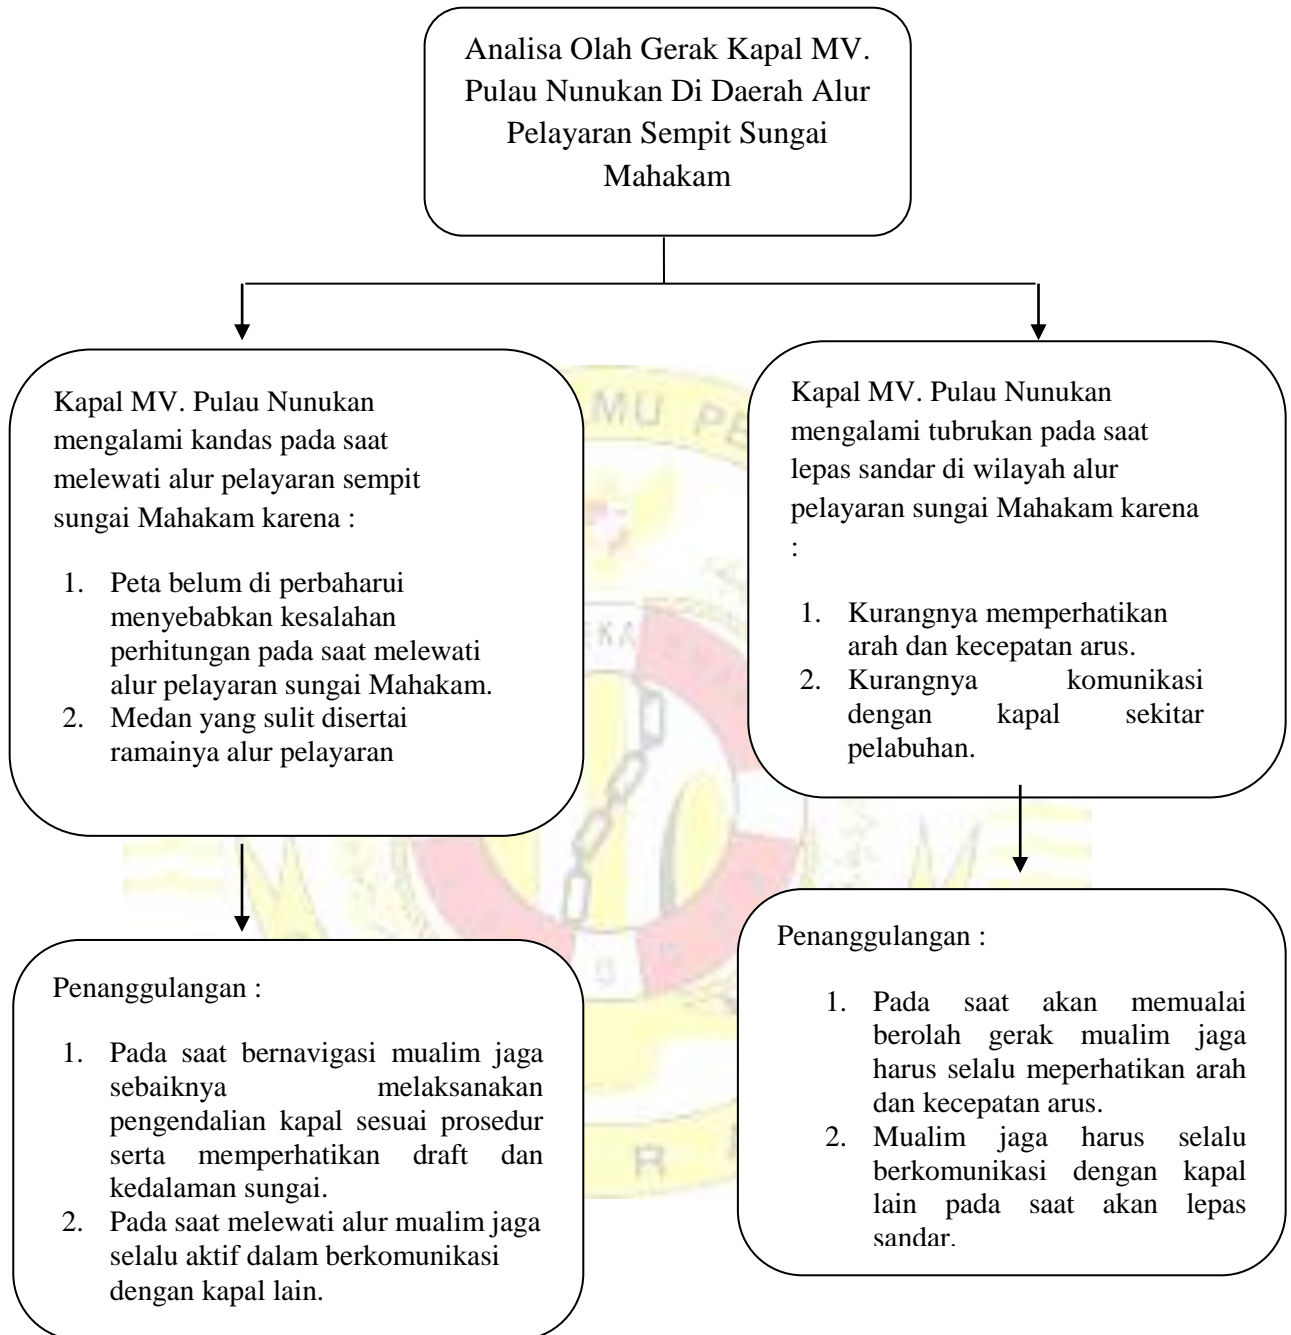 Analisa Olah Gerak Kapal MV.
Pulau Nunukan Di Daerah Alur
Pelayaran Sempit Sungai
Mahakam
Kapal MV. Pulau Nunukan
mengalami kandas pada saat
melewati alur pelayaran sempit
sungai Mahakam karena :
1. Peta belum di perbaharui
menyebabkan kesalahan
perhitungan pada saat melewati
alur pelayaran sungai Mahakam.
2. Medan yang sulit disertai
ramainya alur pelayaran
Kapal MV. Pulau Nunukan
mengalami tubrukan pada saat
lepas sandar di wilayah alur
pelayaran sungai Mahakam karena
:
1. Kurangnya memperhatikan
arah dan kecepatan arus.
2. Kurangnya komunikasi
dengan kapal sekitar
pelabuhan.
Penanggulangan :
1. Pada saat bernavigasi mualim jaga
sebaiknya melaksanakan
pengendalian kapal sesuai prosedur
serta memperhatikan draft dan
kedalaman sungai.
2. Pada saat melewati alur mualim jaga
selalu aktif dalam berkomunikasi
dengan kapal lain.
Penanggulangan :
1. Pada saat akan memualai
berolah gerak mualim jaga
harus selalu meperhatikan arah
dan kecepatan arus.
2. Mualim jaga harus selalu
berkomunikasi dengan kapal
lain pada saat akan lepas
sandar.